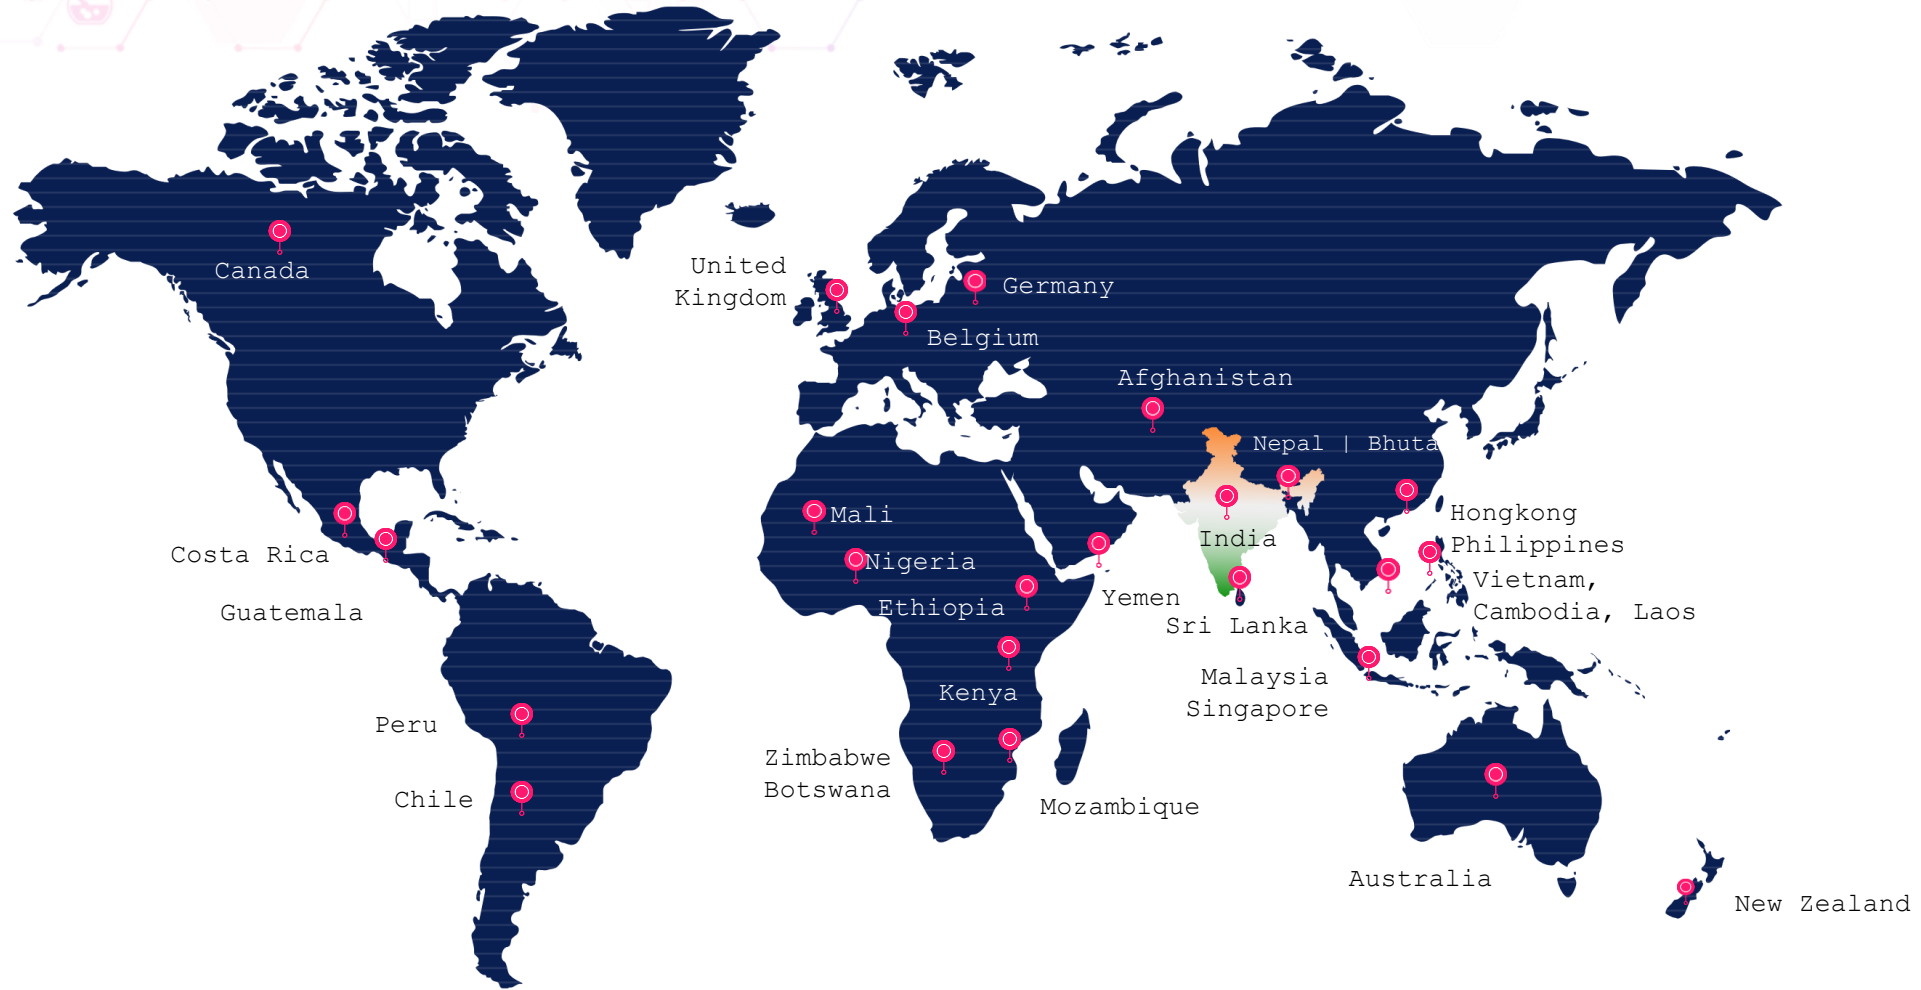 Canada
United
Kingdom
Germany
Belgium
Afghanistan
Nepal | Bhuta
India
Hongkong
Philippines
Vietnam,
Cambodia, Laos
Costa Rica
Guatemala
Mali
Nigeria
Ethiopia
Yemen
Sri Lanka
Kenya
Malaysia
Singapore
Peru
Chile
Zimbabwe
Botswana
Mozambique
Australia
New Zealand